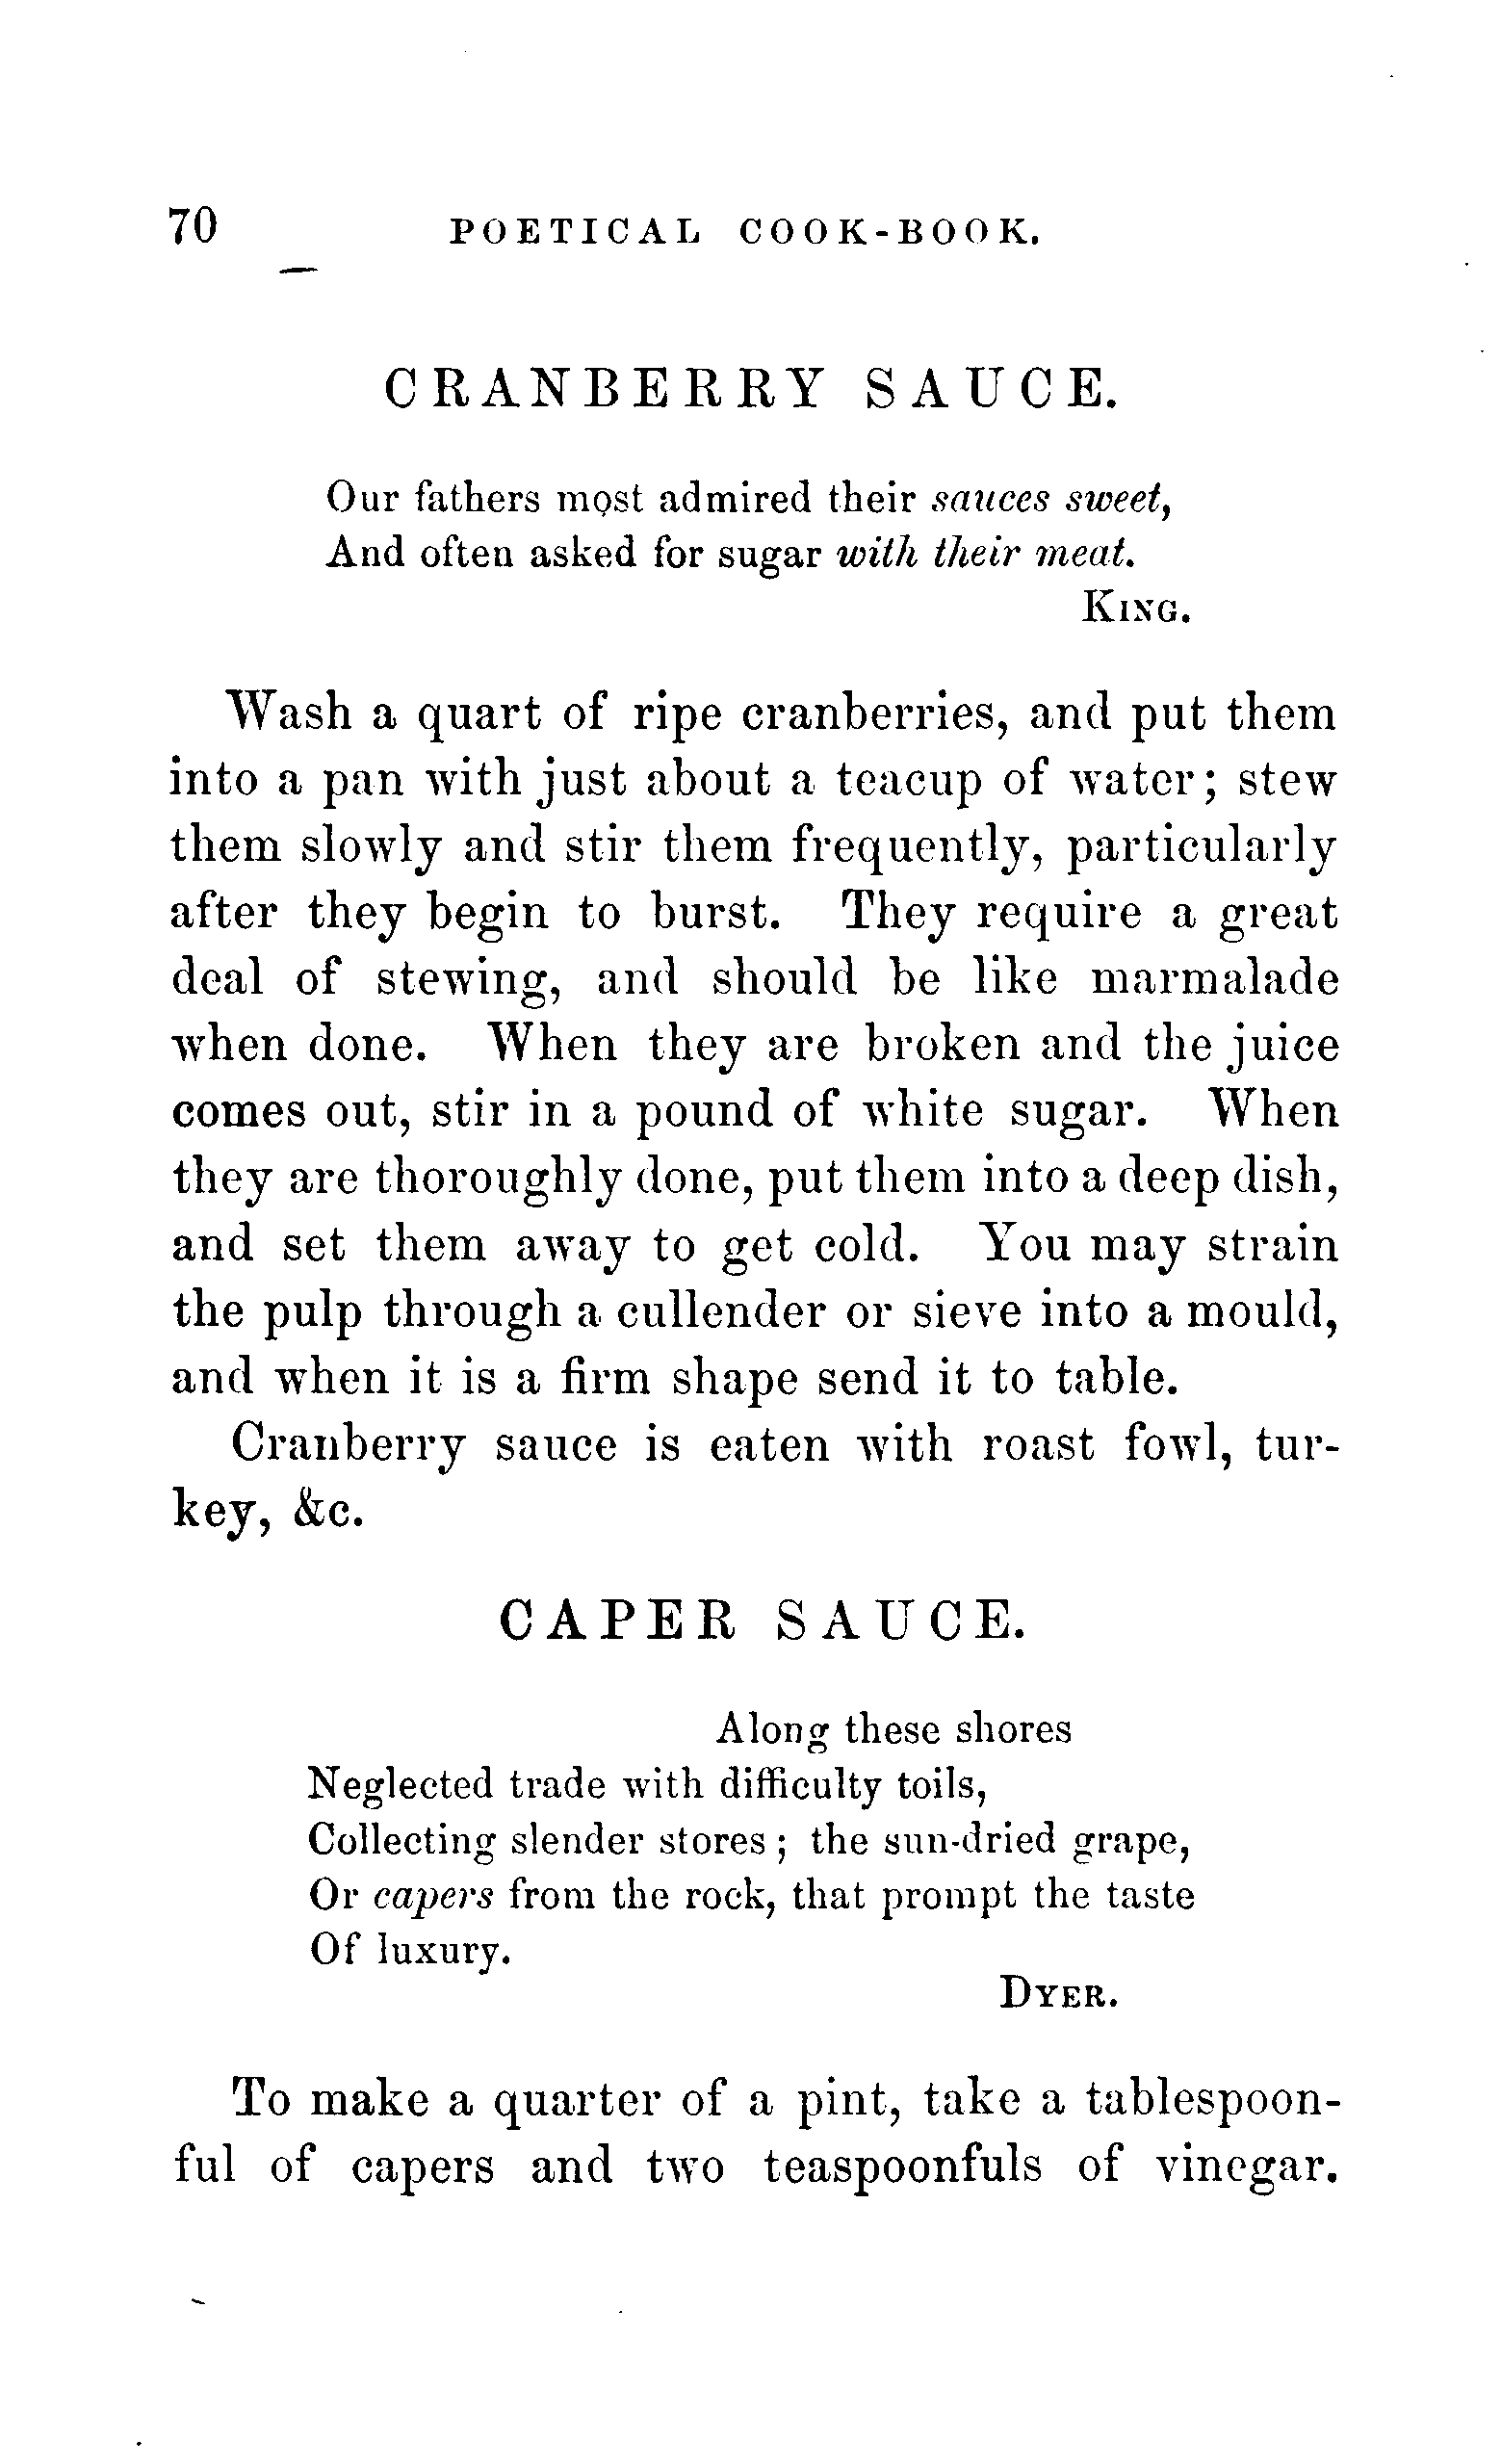 70 POETICAL COOK-BOOK.
CRANBERRY SAUCE.
Our fathers most admired their sauces sweet,
And often asked for sugar with their meat.
KING.
Wash a quart of ripe cranberries, and put them
into a pan with just about a teacup of water; stew
them slowly and stir them frequently, particularly
after they begin to burst. They require a great
deal of stewing, and should be like marmalade
when done. When they are broken and the juice
comes out, stir in a pound of white sugar. When
they are thoroughly done, put them into a deep dish,
and set them away to get cold. You may strain
the pulp through a cullender or sieve into a mould,
and when it is a firm shape send it to table.
Cranberry sauce is eaten with roast fowl, tur-
key, &c.
CAPER SAUCE.
Along these shores
Neglected trade with difficulty toils,
Collecting slender stores; the sun-dried grape,
Or capers from the rock, that prompt the taste
Of luxury.
DYER.
To make a quarter of a pint, take a tablespoon-
ful of capers and two teaspoonfuls of vinegar.